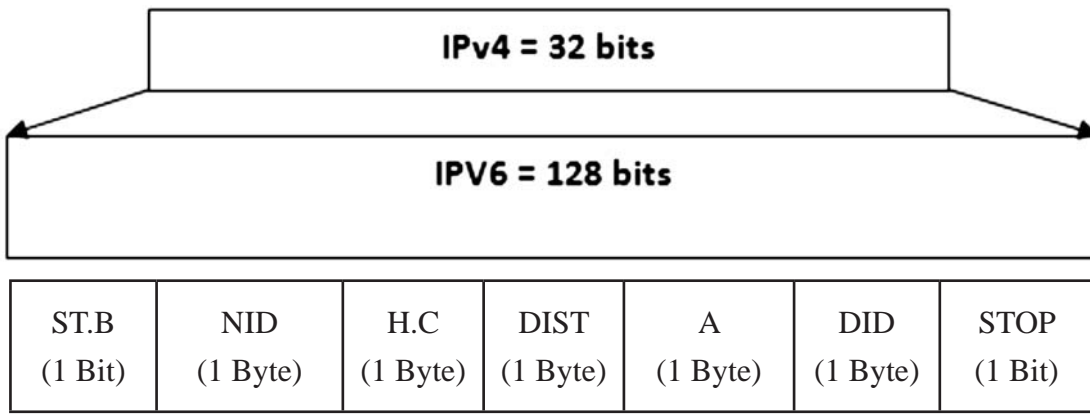 IPv4 = 32 bits
IPV6 = 128 bits
ST.B NID H.C DIST A DID STOP
(1 Bit) (1 Byte) (1 Byte) (1 Byte) (1 Byte) (1 Byte) (1 Bit)